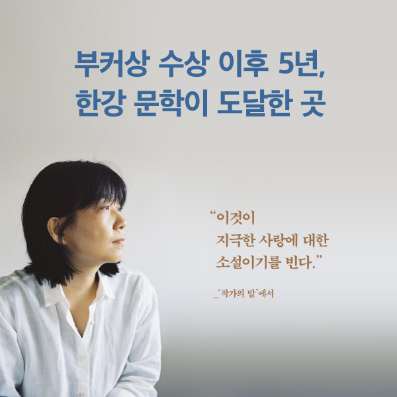 부커상 수상 이후 5년,
한강 문학이 도달한 곳
“이것이
지극한 사랑에 대한
소설이기를 빈다.”
_‘작가의 말’에서